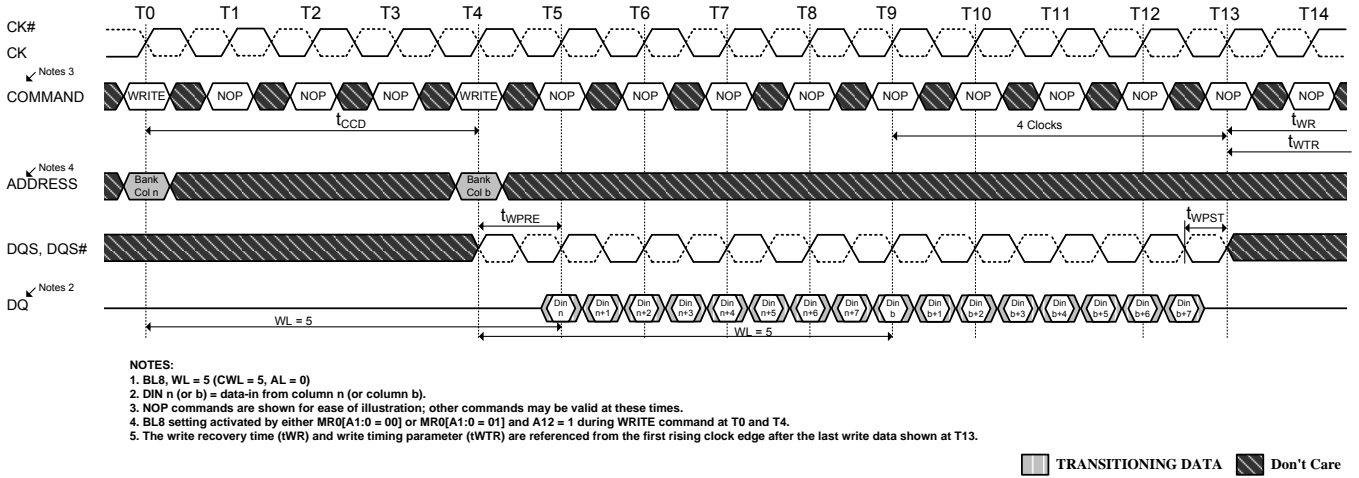 T0 T1 T2 T3 T4 T5 T6 T7 T8 T9 T10 T11 T12 T13 T14
CK#
CK
Notes 3
COMMAND WRITE NOP NOP NOP WRITE NOP NOP NOP NOP NOP NOP NOP NOP NOP NOP
tCCD 4 Clocks tWR
tWTR
Notes 4
ADDRESS
Bank Bank
Col n Col b
tWPRE tWPST
DQS, DQS#
Notes 2
DQ
Din Din Din Din Din Din Din Din Din Din Din Din Din Din Din Din
n n+1 n+2 n+3 n+4 n+5 n+6 n+7 b b+1 b+2 b+3 b+4 b+5 b+6 b+7
WL = 5 WL = 5
NOTES:
1. BL8, WL = 5 (CWL = 5, AL = 0)
2. DIN n (or b) = data-in from column n (or column b).
3. NOP commands are shown for ease of illustration; other commands may be valid at these times.
4. BL8 setting activated by either MR0[A1:0 = 00] or MR0[A1:0 = 01] and A12 = 1 during WRITE command at T0 and T4.
5. The write recovery time (tWR) and write timing parameter (tWTR) are referenced from the first rising clock edge after the last write data shown at T13.
TRANSITIONING DATA Don't Care